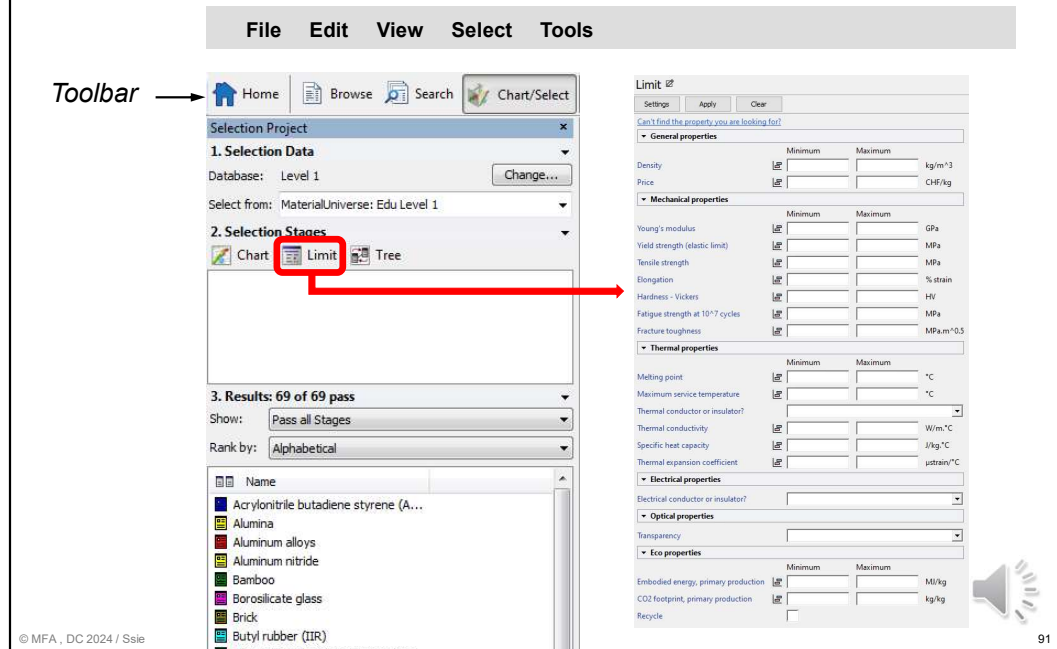 File Edit View Select Tools
Toolbar
Home Browse Search Chart/Select
Selection Project ×
1. Selection Data
Database: Level 1 Change...
Select from: MaterialUniverse: Edu Level 1
2. Selection Stages
Chart Limit Tree
3. Results: 69 of 69 pass
Show: Pass all Stages
Rank by: Alphabetical
Name
Acrylonitrile butadiene styrene (A...
Alumina
Aluminum alloys
Aluminum nitride
Bamboo
Borosilicate glass
Brick
Butyl rubber (IIR)
Limit
Settings Apply Clear
Can't find the property you are looking for?
General properties
Minimum Maximum
Density kg/m^3
Price CHF/kg
Mechanical properties
Minimum Maximum
Young's modulus GPa
Yield strength (elastic limit) MPa
Tensile strength MPa
Elongation % strain
Hardness - Vickers HV
Fatigue strength at 10^7 cycles MPa
Fracture toughness MPa.m^0.5
Thermal properties
Minimum Maximum
Melting point °C
Maximum service temperature °C
Thermal conductor or insulator?
Thermal conductivity W/m.°C
Specific heat capacity J/kg.°C
Thermal expansion coefficient µstrain/°C
Electrical properties
Electrical conductor or insulator?
Optical properties
Transparency
Eco properties
Minimum Maximum
Embodied energy, primary production MJ/kg
CO2 footprint, primary production kg/kg
Recycle
© MFA , DC 2024 / Ssie
91